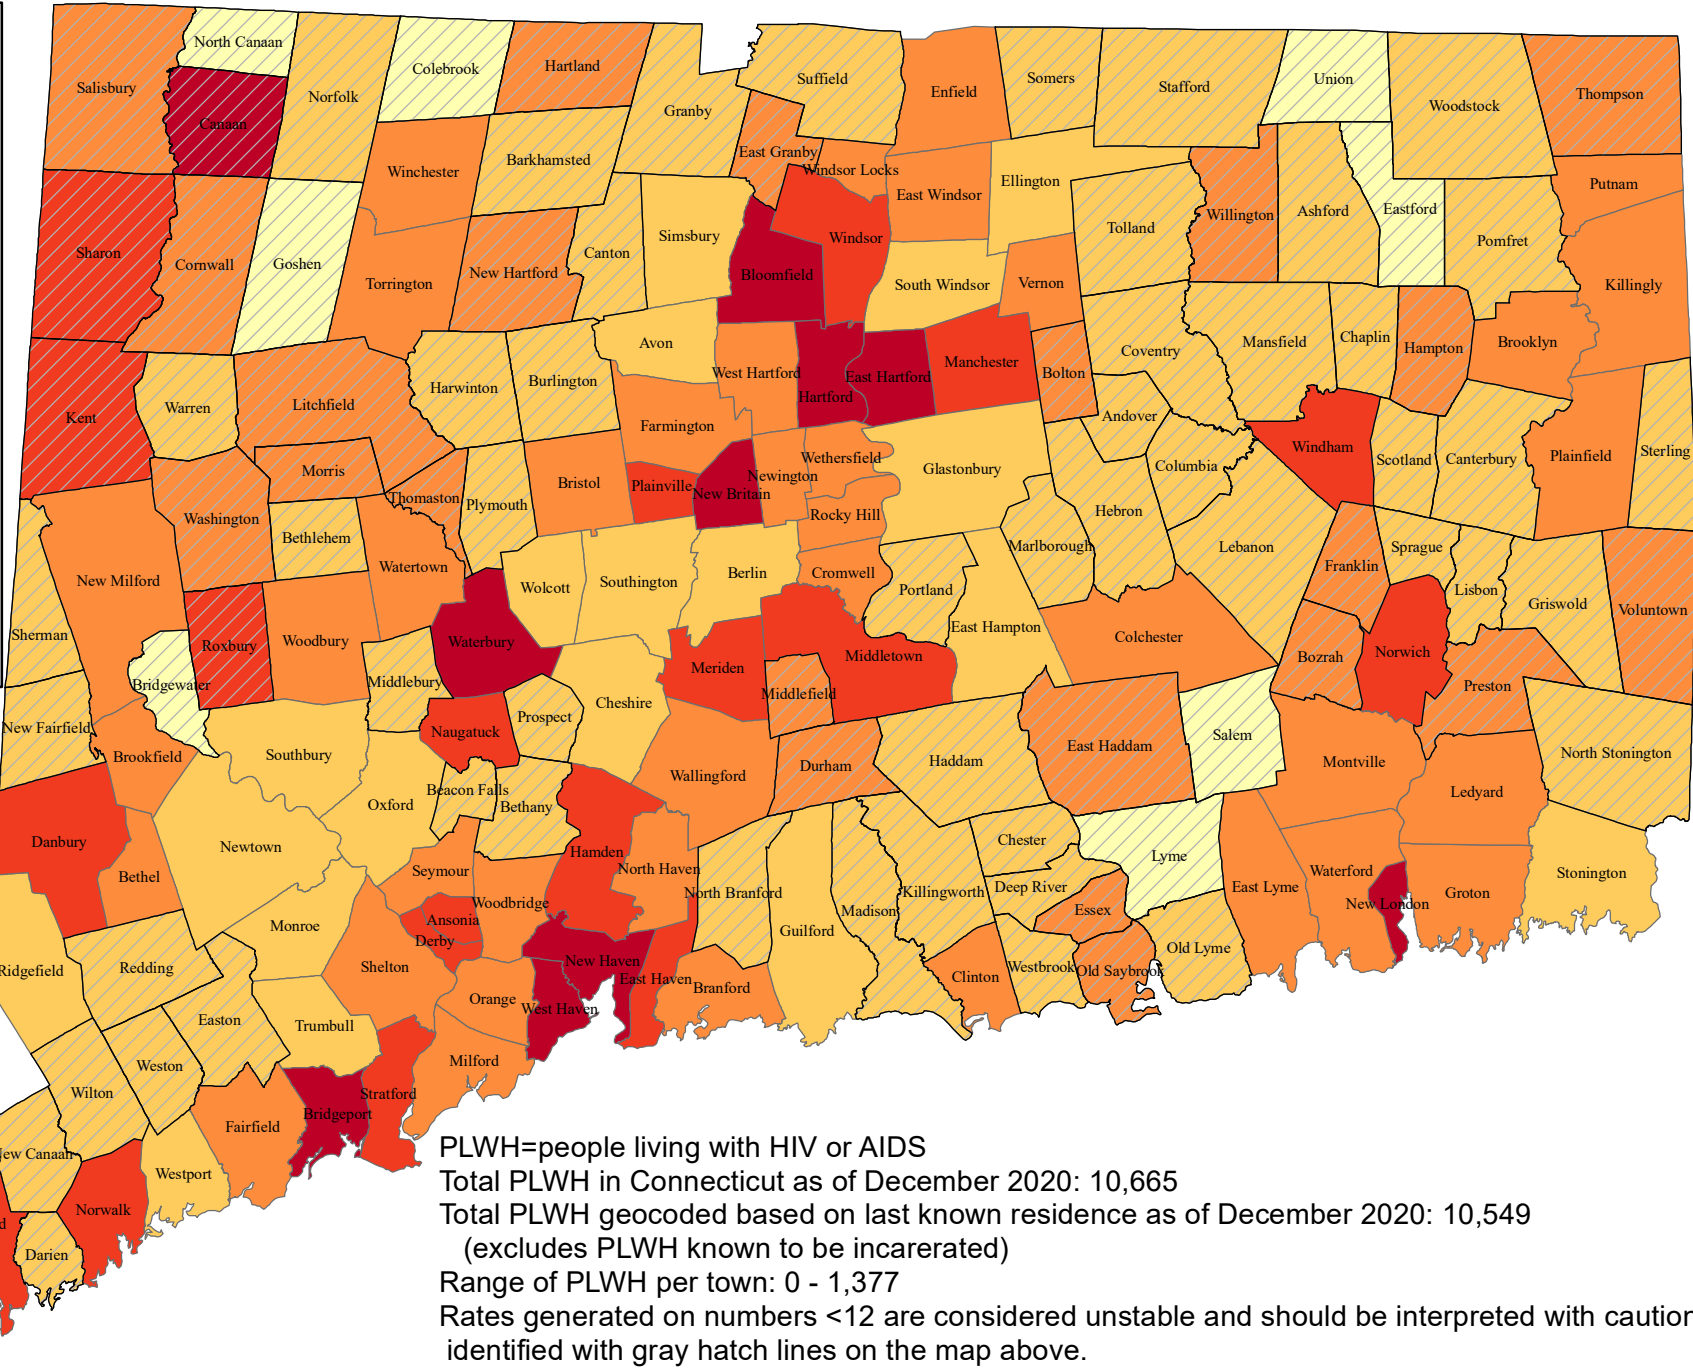 North Canaan
Colebrook
Hartland
Salisbury
Canaan
Norfolk
Granby
Suffield
Enfield
Somers
Stafford
Union
Woodstock
Thompson
Winchester
Barkhamsted
East Granby
Windsor Locks
East Windsor
Ellington
Willington
Ashford
Eastford
Putnam
Sharon
Cornwall
Goshen
Torrington
New Hartford
Canton
Simsbury
Bloomfield
Windsor
South Windsor
Vernon
Tolland
Pomfret
Killingly
Kent
Warren
Litchfield
Harwinton
Burlington
Avon
West Hartford
Hartford
East Hartford
Manchester
Bolton
Coventry
Mansfield
Chaplin
Hampton
Brooklyn
Andover
Farmington
Morris
Thomaston
Plymouth
Bristol
Plainville
New Britain
Newington
Wethersfield
Rocky Hill
Glastonbury
Hebron
Columbia
Windham
Scotland
Canterbury
Plainfield
Sterling
Washington
Bethlehem
Watertown
New Milford
Wolcott
Southington
Berlin
Cromwell
Portland
Marlborough
Lebanon
Franklin
Sprague
Lisbon
Griswold
Voluntown
Sherman
Roxbury
Woodbury
Waterbury
Bridgewater
Middlebury
Meriden
Middletown
East Hampton
Colchester
Bozrah
Norwich
Preston
New Fairfield
Brookfield
Southbury
Naugatuck
Prospect
Cheshire
Middlefield
Wallingford
Durham
Haddam
East Haddam
Salem
Montville
North Stonington
Ledyard
Oxford
Beacon Falls
Bethany
Danbury
Bethel
Newtown
Seymour
Woodbridge
Hamden
North Haven
North Branford
Madison
Killingworth
Chester
Deep River
Essex
Lyme
East Lyme
Waterford
New London
Groton
Stonington
Monroe
Ansonia
Derby
Guilford
Ridgefield
Redding
Shelton
Orange
New Haven
West Haven
East Haven
Branford
Clinton
Westbrook
Old Saybrook
Old Lyme
Easton
Trumbull
Milford
Weston
Wilton
Fairfield
Bridgeport
Stratford
ew Canaan
Westport
Norwalk
d
Darien
PLWH=people living with HIV or AIDS
Total PLWH in Connecticut as of December 2020: 10,665
Total PLWH geocoded based on last known residence as of December 2020: 10,549
(excludes PLWH known to be incarerated)
Range of PLWH per town: 0 - 1,377
Rates generated on numbers <12 are considered unstable and should be interpreted with caution
identified with gray hatch lines on the map above.